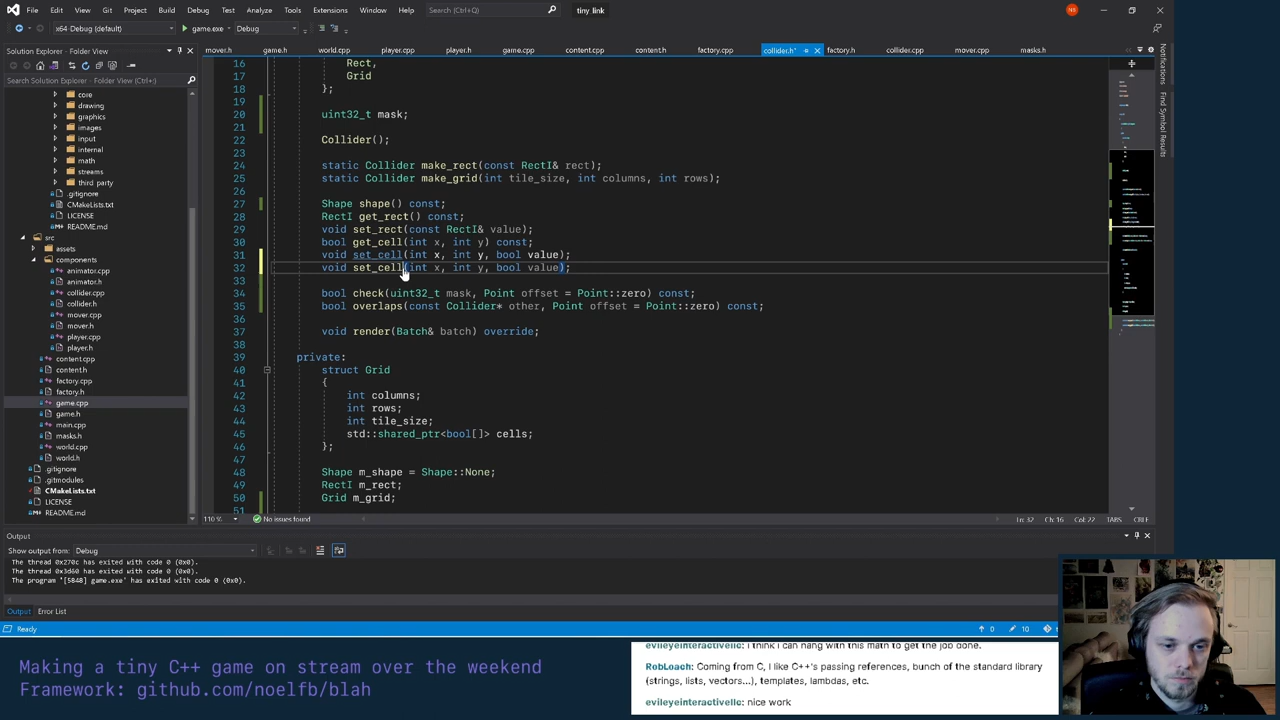 File Edit View Git Project Build Debug Test Analyze Tools Extensions Window Help Search (Ctrl+Q) tiny_link NB
x64-Debug (default) game.exe Debug
Solution Explorer - Folder View
mover.h game.h world.cpp player.cpp player.h game.cpp content.cpp content.h factory.cpp collider.h* factory.h collider.cpp mover.cpp masks.h
Search Solution Explorer - Folder View (Ctrl+;)
core
drawing
graphics
images
input
internal
math
streams
third_party
.gitignore
CMakeLists.txt
LICENSE
README.md
src
assets
components
animator.cpp
animator.h
collider.cpp
collider.h
mover.cpp
mover.h
player.cpp
player.h
content.cpp
content.h
factory.cpp
factory.h
game.cpp
game.h
main.cpp
masks.h
world.cpp
world.h
.gitignore
.gitmodules
CMakeLists.txt
LICENSE
README.md
16 Rect,
17 Grid
18 };
19
20 uint32_t mask;
21
22 Collider();
23
24 static Collider make_rect(const RectI& rect);
25 static Collider make_grid(int tile_size, int columns, int rows);
26
27 Shape shape() const;
28 RectI get_rect() const;
29 void set_rect(const RectI& value);
30 bool get_cell(int x, int y) const;
31 void set_cell(int x, int y, bool value);
32 void set_cell(int x, int y, bool value);
33
34 bool check(uint32_t mask, Point offset = Point::zero) const;
35 bool overlaps(const Collider* other, Point offset = Point::zero) const;
36
37 void render(Batch& batch) override;
38
39 private:
40 struct Grid
41 {
42 int columns;
43 int rows;
44 int tile_size;
45 std::shared_ptr<bool[]> cells;
46 };
47
48 Shape m_shape = Shape::None;
49 RectI m_rect;
50 Grid m_grid;
51
Notifications
Find Symbol Results
110 % No issues found Ln: 32 Ch: 16 Col: 22 TABS CRLF
Output
Show output from: Debug
The thread 0x270c has exited with code 0 (0x0).
The thread 0x3d60 has exited with code 0 (0x0).
The program '[5848] game.exe' has exited with code 0 (0x0).
Output Error List
Ready 0 10
Making a tiny C++ game on stream over the weekend
Framework: github.com/noelfb/blah
evileyeinteractivellc: I think I can hang with this math to get the job done.
RobLoach: Coming from C, I like C++'s passing references, bunch of the standard library
(strings, lists, vectors...), templates, lambdas, etc.
evileyeinteractivellc: nice work